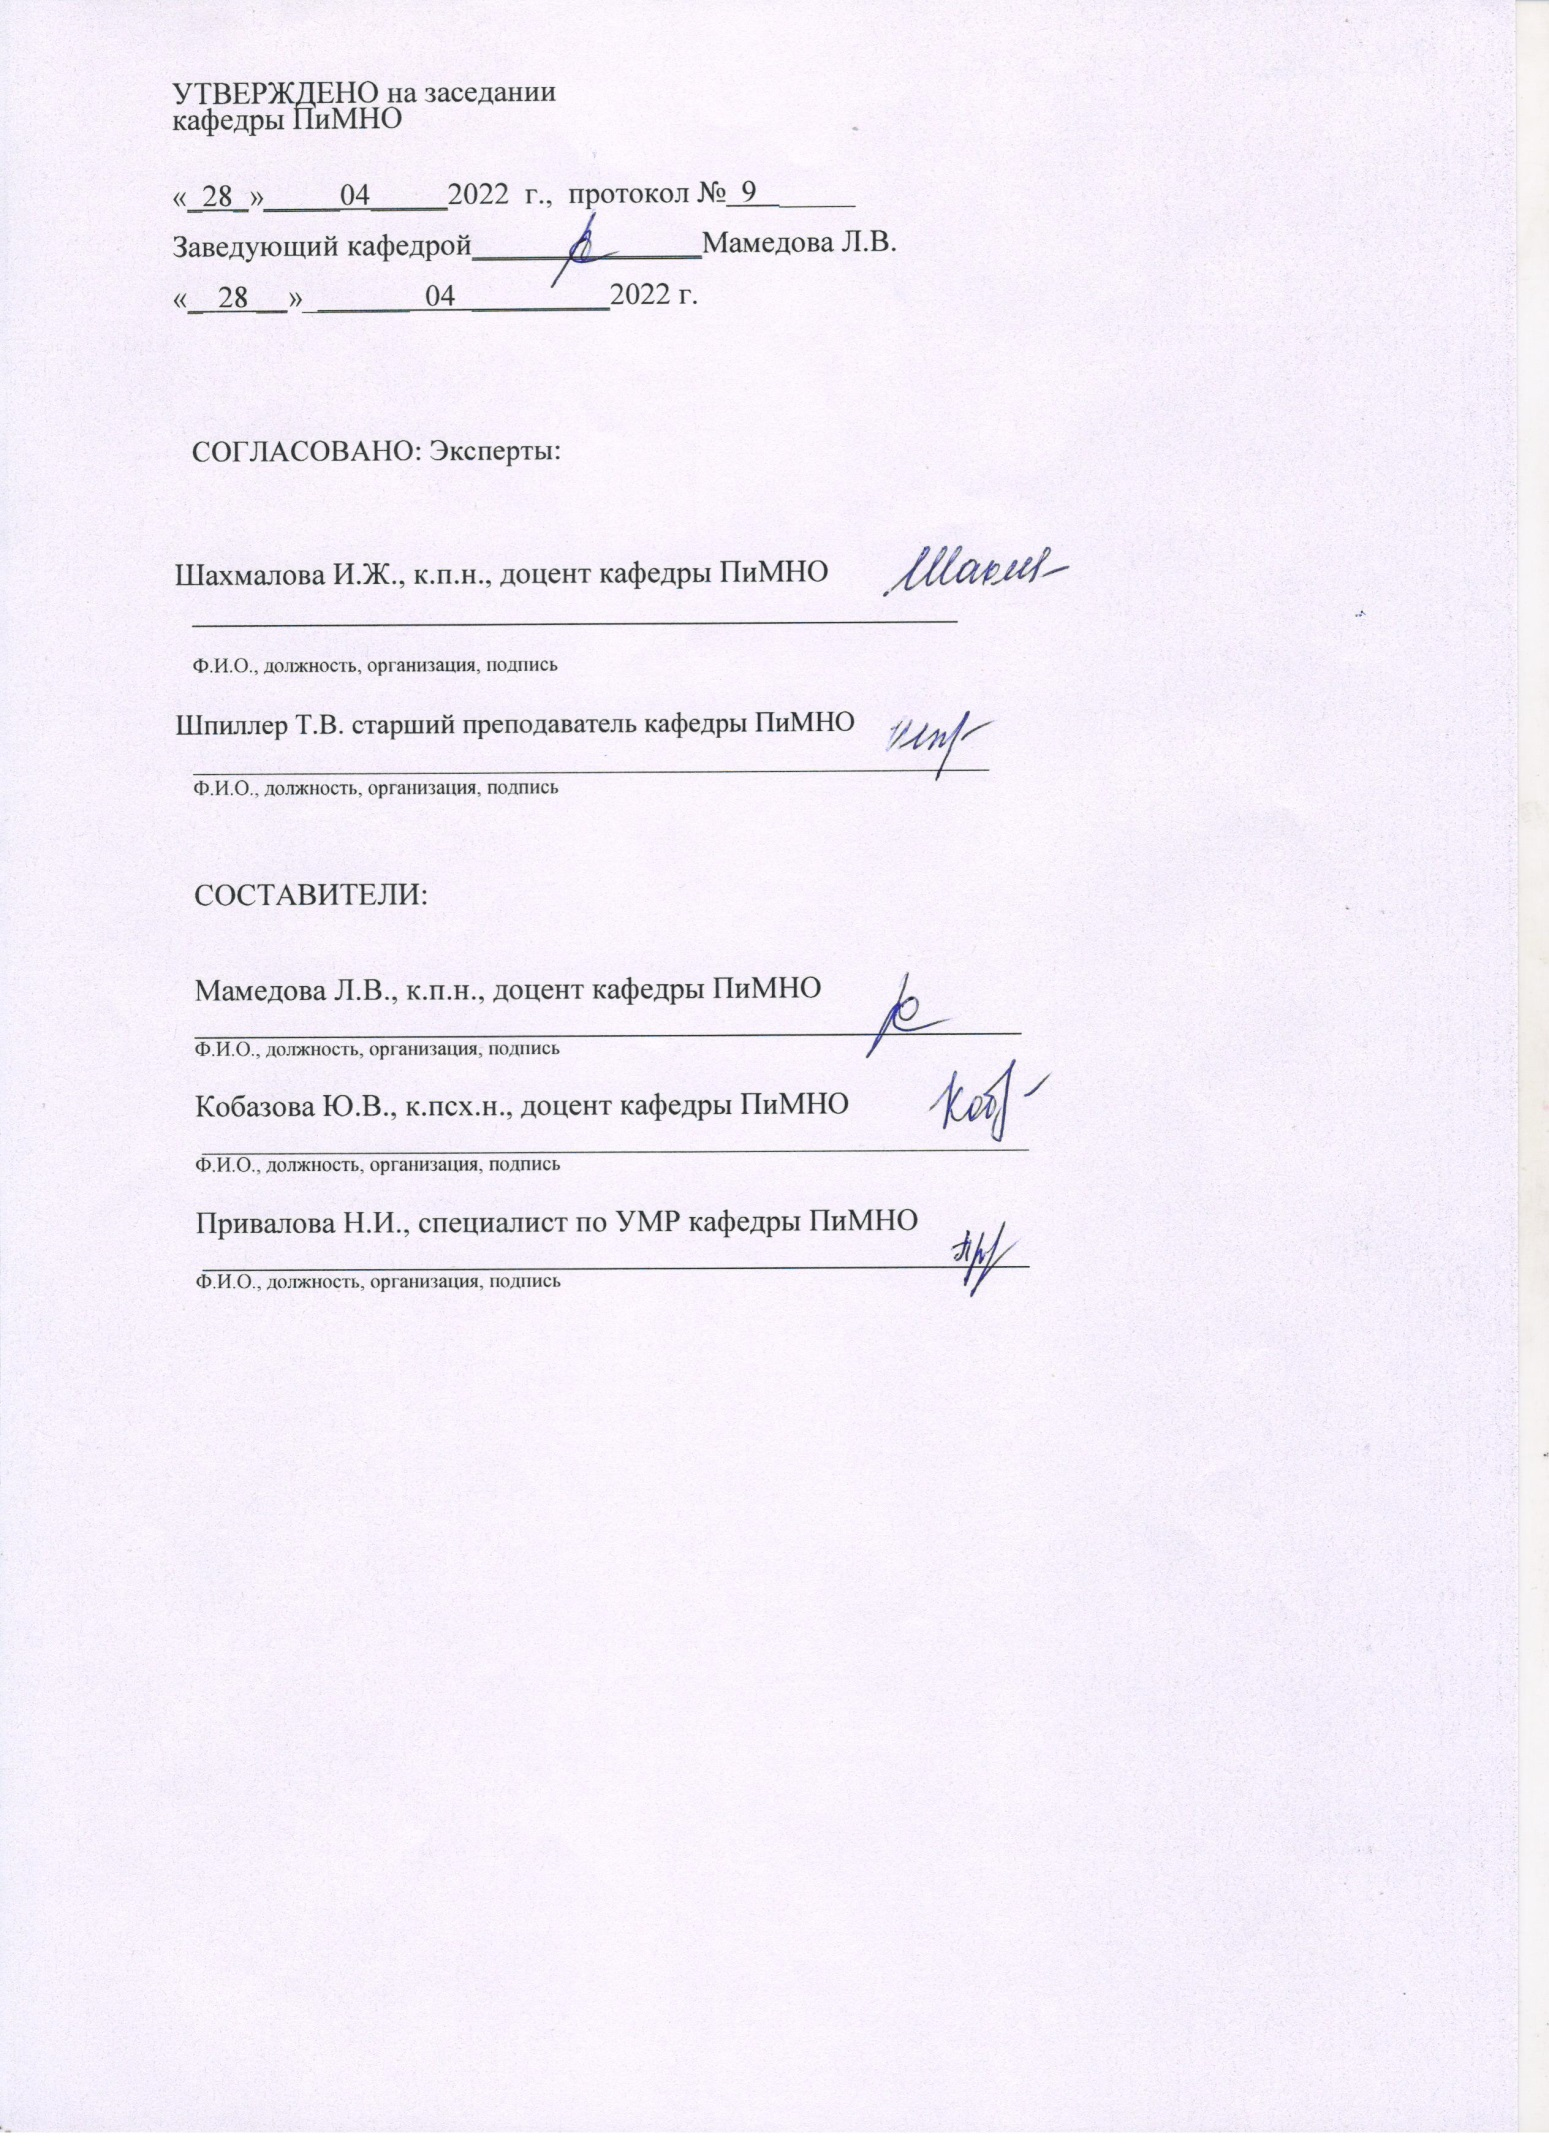 УТВЕРЖДЕНО на заседании
кафедры ПиМНО
«_28_»_____04_____2022 г., протокол №_9______
Заведующий кафедрой_______________Мамедова Л.В.
«__28__»_______04_________2022 г.
СОГЛАСОВАНО: Эксперты:
Шахмалова И.Ж., к.п.н., доцент кафедры ПиМНО
Ф.И.О., должность, организация, подпись
Шпиллер Т.В. старший преподаватель кафедры ПиМНО
Ф.И.О., должность, организация, подпись
СОСТАВИТЕЛИ:
Мамедова Л.В., к.п.н., доцент кафедры ПиМНО
Ф.И.О., должность, организация, подпись
Кобазова Ю.В., к.псх.н., доцент кафедры ПиМНО
Ф.И.О., должность, организация, подпись
Привалова Н.И., специалист по УМР кафедры ПиМНО
Ф.И.О., должность, организация, подпись